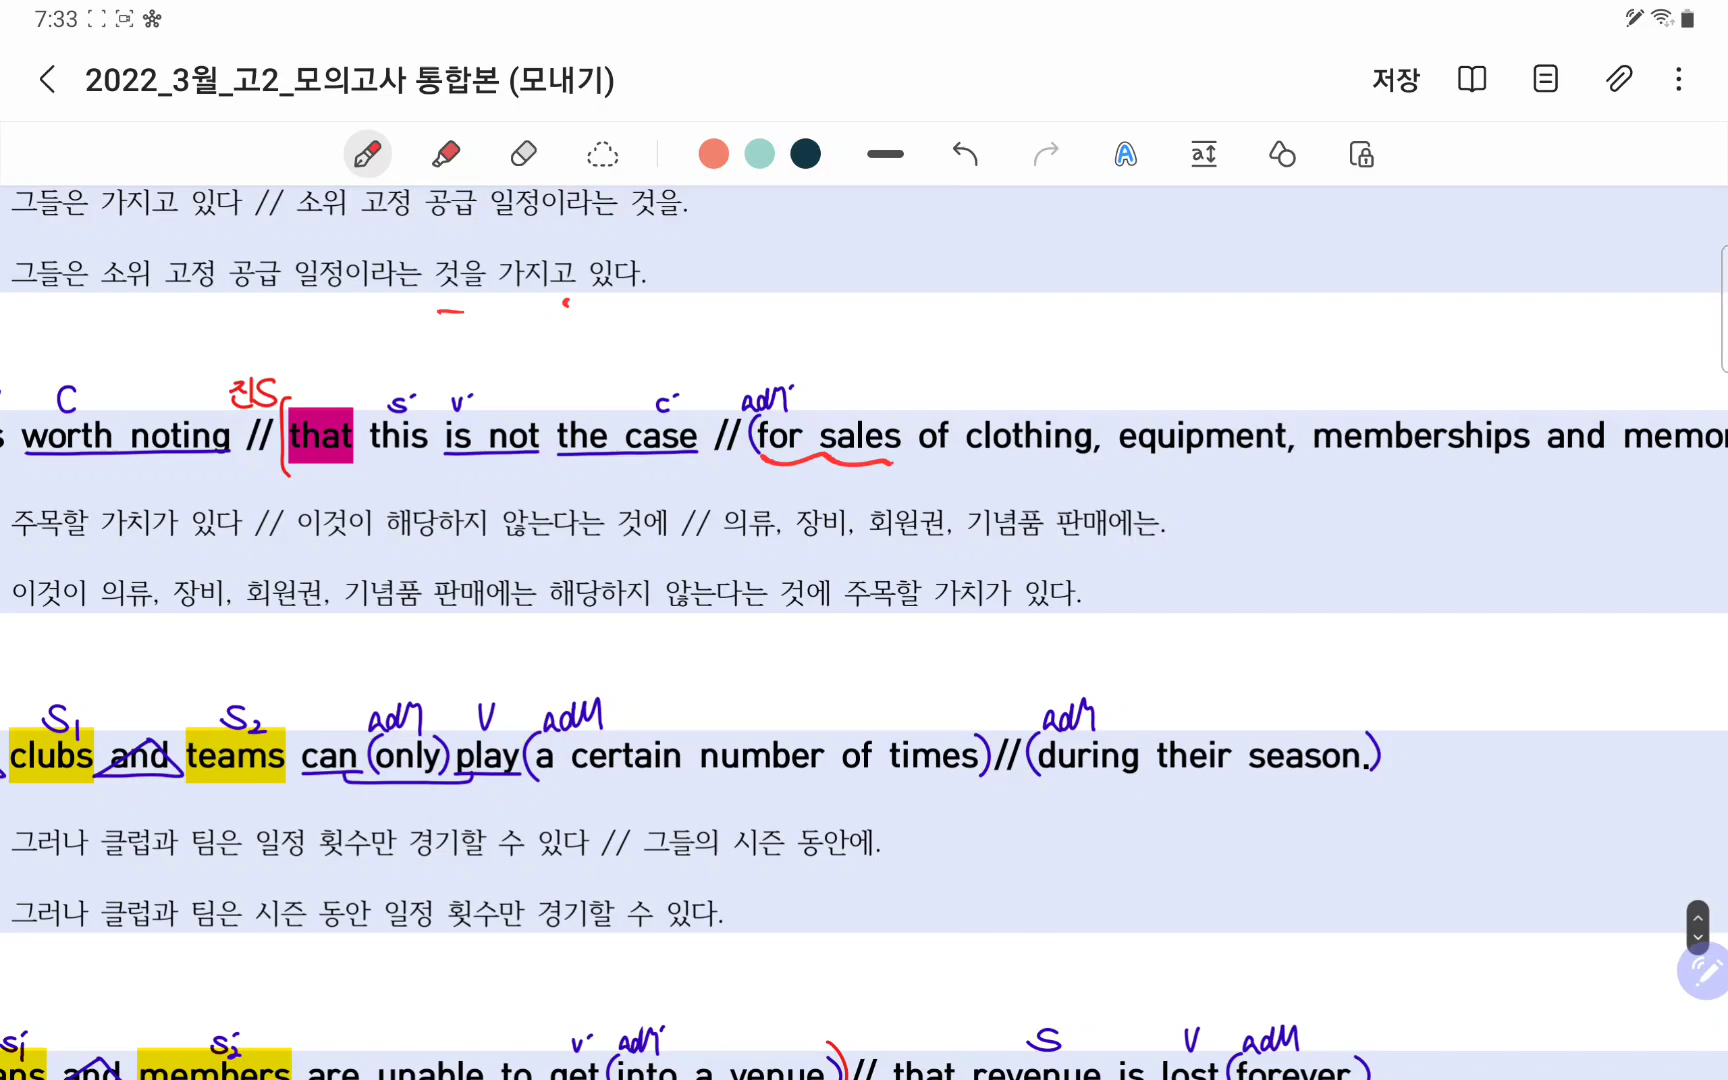 7:33
2022_3월_고2_모의고사 통합본 (모내기)
저장
그들은 가지고 있다 // 소위 고정 공급 일정이라는 것을.
그들은 소위 고정 공급 일정이라는 것을 가지고 있다.
C 진S s' v' c' adM'
s worth noting // that this is not the case // (for sales of clothing, equipment, memberships and memor
주목할 가치가 있다 // 이것이 해당하지 않는다는 것에 // 의류, 장비, 회원권, 기념품 판매에는.
이것이 의류, 장비, 회원권, 기념품 판매에는 해당하지 않는다는 것에 주목할 가치가 있다.
S1 S2 adM V adM adM
clubs and teams can (only) play (a certain number of times) // (during their season.)
그러나 클럽과 팀은 일정 횟수만 경기할 수 있다 // 그들의 시즌 동안에.
그러나 클럽과 팀은 시즌 동안 일정 횟수만 경기할 수 있다.
s'1 s'2 v' adM' S V adM
ans and members are unable to get (into a venue,) // that revenue is lost (forever.)